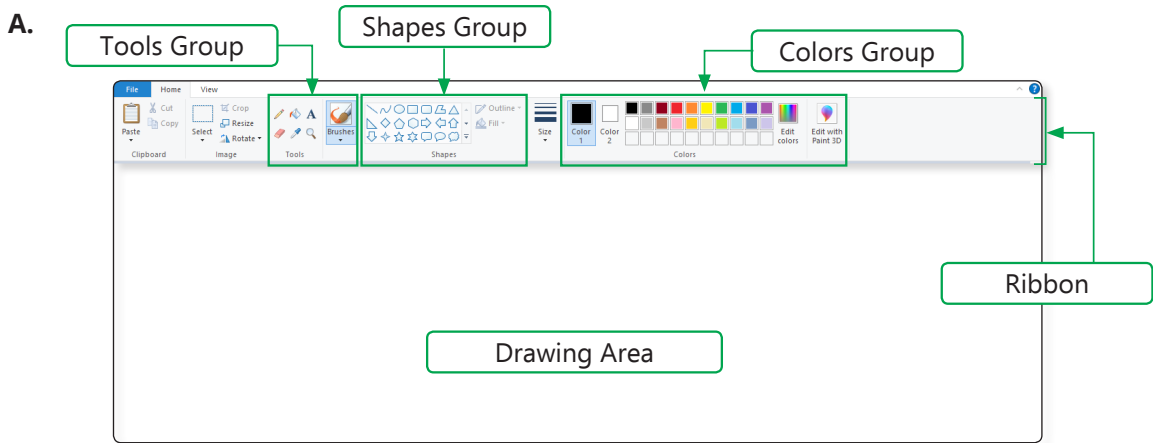 A.
Tools Group
Shapes Group
Colors Group
File Home View
Paste
Cut
Copy
Clipboard
Select
Crop
Resize
Rotate
Image
A
Tools
Brushes
Outline
Fill
Shapes
Size
Color 1
Color 2
Edit colors
Colors
Edit with Paint 3D
?
Ribbon
Drawing Area